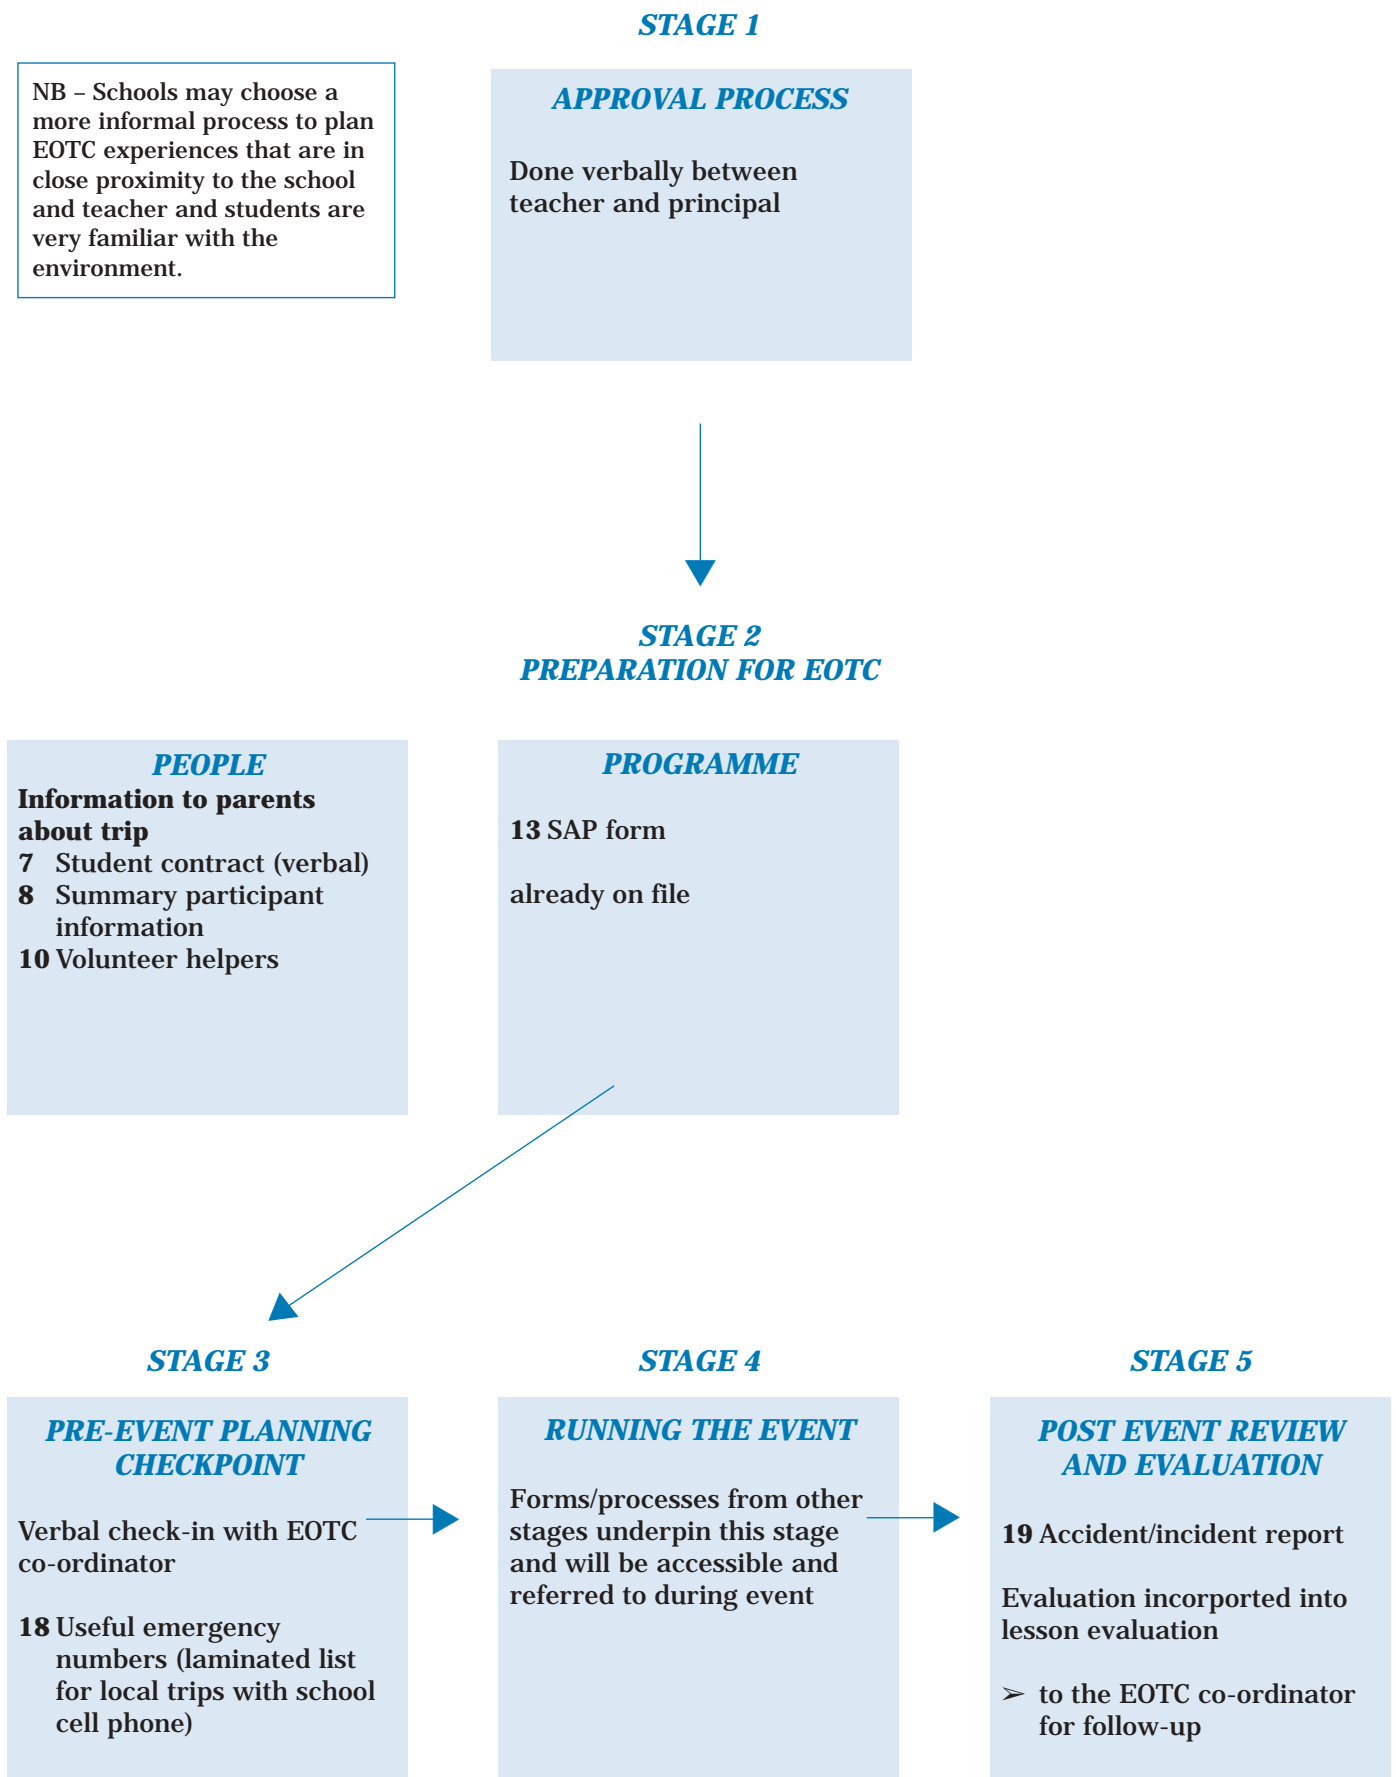 STAGE 1
NB – Schools may choose a
more informal process to plan
EOTC experiences that are in
close proximity to the school
and teacher and students are
very familiar with the
environment.
APPROVAL PROCESS
Done verbally between
teacher and principal
STAGE 2
PREPARATION FOR EOTC
PEOPLE
Information to parents
about trip
7 Student contract (verbal)
8 Summary participant
information
10 Volunteer helpers
PROGRAMME
13 SAP form
already on file
STAGE 3
PRE-EVENT PLANNING
CHECKPOINT
Verbal check-in with EOTC
co-ordinator
18 Useful emergency
numbers (laminated list
for local trips with school
cell phone)
STAGE 4
RUNNING THE EVENT
Forms/processes from other
stages underpin this stage
and will be accessible and
referred to during event
STAGE 5
POST EVENT REVIEW
AND EVALUATION
19 Accident/incident report
Evaluation incorported into
lesson evaluation
➢ to the EOTC co-ordinator
for follow-up